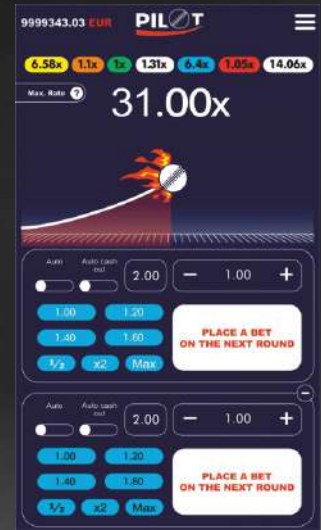 9999343.03 EUR PILOT
6.58x 1.1x 1x 1.31x 6.4x 1.05x 14.06x
Max. Rate ?
31.00x
Auto Auto cash out 2.00 − 1.00 +
1.00 1.20
1.40 1.60
½ x2 Max
PLACE A BET
ON THE NEXT ROUND
Auto Auto cash out 2.00 − 1.00 +
1.00 1.20
1.40 1.80
½ x2 Max
PLACE A BET
ON THE NEXT ROUND